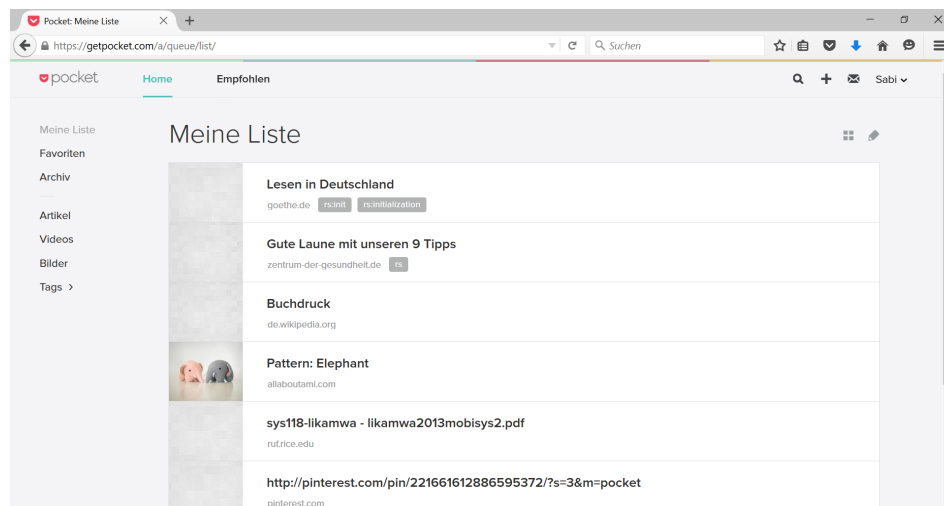 Pocket: Meine Liste
https://getpocket.com/a/queue/list/
Suchen
pocket
Home
Empfohlen
Sabi
Meine Liste
Favoriten
Archiv
Artikel
Videos
Bilder
Tags
Meine Liste
Lesen in Deutschland
goethe.de rs:init rs:initialization
Gute Laune mit unseren 9 Tipps
zentrum-der-gesundheit.de rs
Buchdruck
de.wikipedia.org
Pattern: Elephant
allaboutami.com
sys118-likamwa - likamwa2013mobisys2.pdf
ruf.rice.edu
http://pinterest.com/pin/221661612886595372/?s=3&m=pocket
pinterest.com